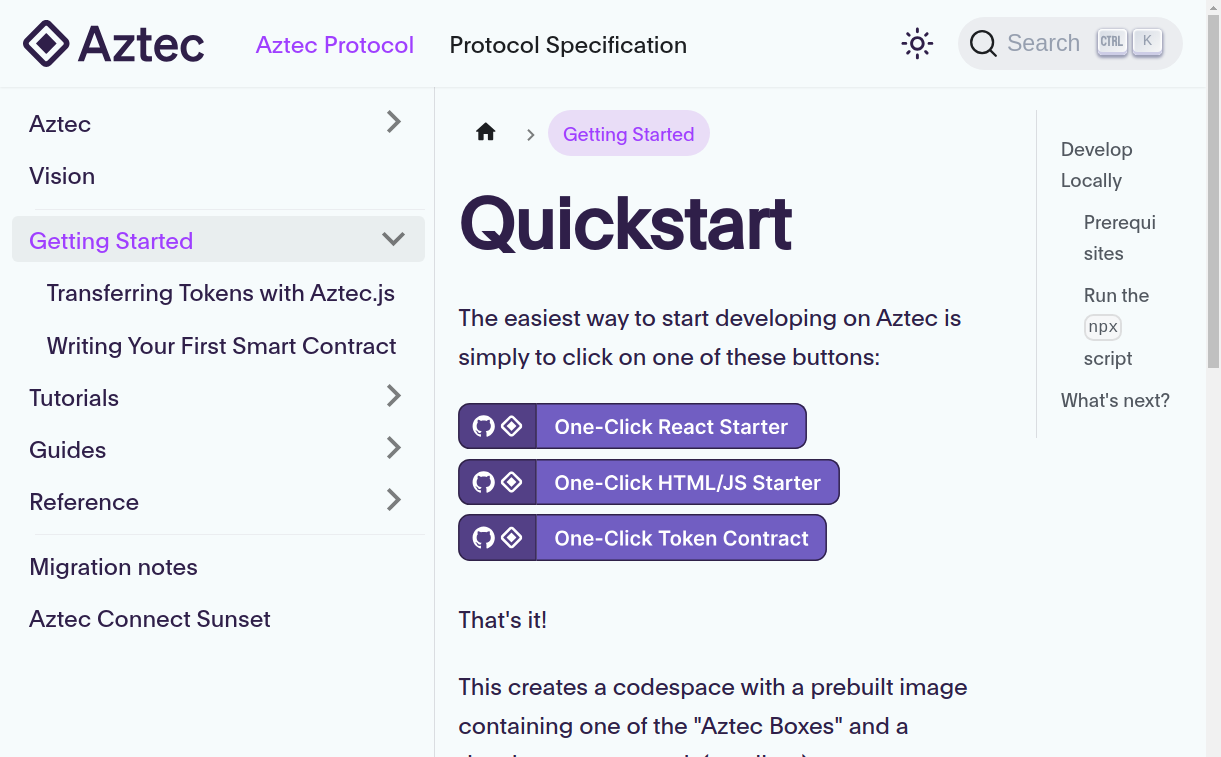 Aztec
Aztec Protocol
Protocol Specification
Search CTRL K
Aztec
Vision
Getting Started
Transferring Tokens with Aztec.js
Writing Your First Smart Contract
Tutorials
Guides
Reference
Migration notes
Aztec Connect Sunset
Getting Started
Quickstart
The easiest way to start developing on Aztec is
simply to click on one of these buttons:
One-Click React Starter
One-Click HTML/JS Starter
One-Click Token Contract
That's it!
This creates a codespace with a prebuilt image
containing one of the "Aztec Boxes" and a
Develop
Locally
Prerequi
sites
Run the
npx
script
What's next?